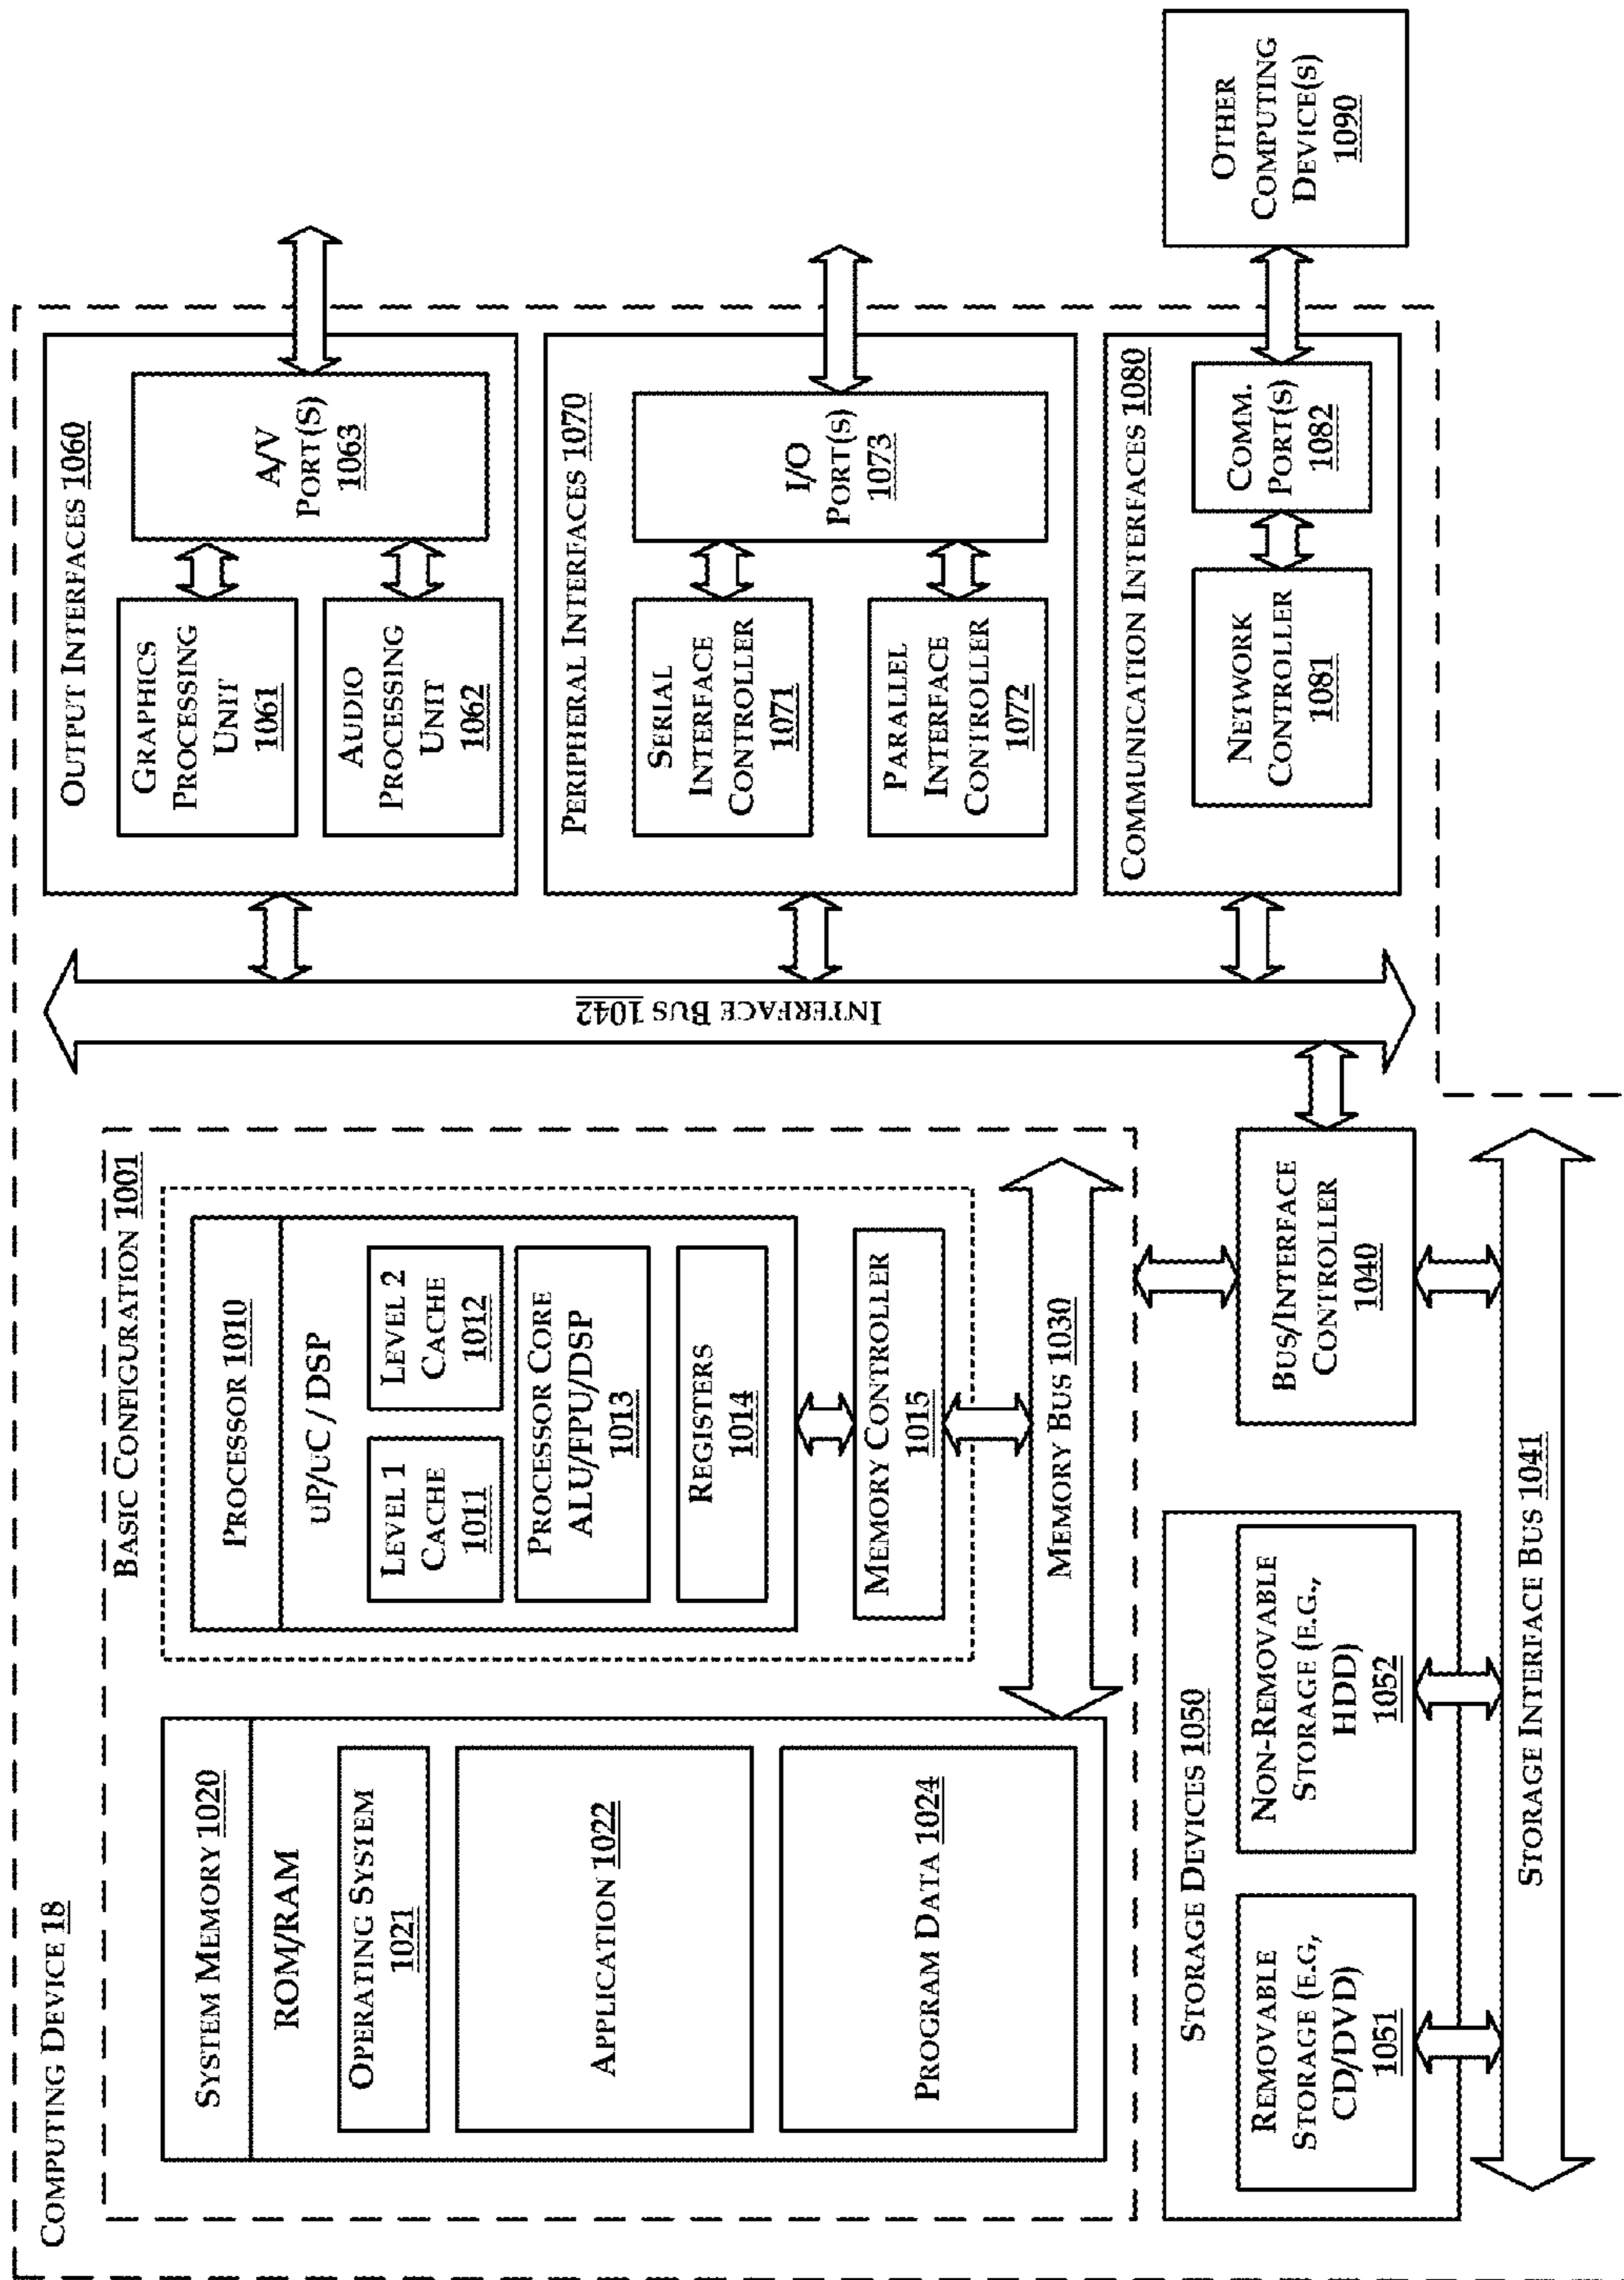 COMPUTING DEVICE 18
BASIC CONFIGURATION 1001
SYSTEM MEMORY 1020
ROM/RAM
OPERATING SYSTEM
1021
APPLICATION 1022
PROGRAM DATA 1024
PROCESSOR 1010
uP/uC / DSP
LEVEL 1
CACHE
1011
LEVEL 2
CACHE
1012
PROCESSOR CORE
ALU/FPU/DSP
1013
REGISTERS
1014
MEMORY CONTROLLER
1015
MEMORY BUS 1030
BUS/INTERFACE
CONTROLLER
1040
STORAGE DEVICES 1050
REMOVABLE
STORAGE (E.G,
CD/DVD)
1051
NON-REMOVABLE
STORAGE (E.G.,
HDD)
1052
STORAGE INTERFACE BUS 1041
INTERFACE BUS 1042
OUTPUT INTERFACES 1060
GRAPHICS
PROCESSING
UNIT
1061
AUDIO
PROCESSING
UNIT
1062
A/V
PORT(S)
1063
PERIPHERAL INTERFACES 1070
SERIAL
INTERFACE
CONTROLLER
1071
PARALLEL
INTERFACE
CONTROLLER
1072
I/O
PORT(S)
1073
COMMUNICATION INTERFACES 1080
NETWORK
CONTROLLER
1081
COMM.
PORT(S)
1082
OTHER
COMPUTING
DEVICE(S)
1090